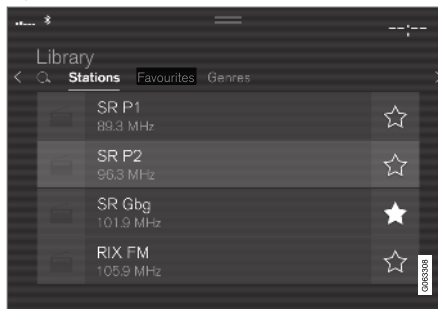 --:--
Library
Stations Favourites Genres
SR P1
89.3 MHz
SR P2
96.3 MHz
SR Gbg
101.9 MHz
RIX FM
105.9 MHz
G063308